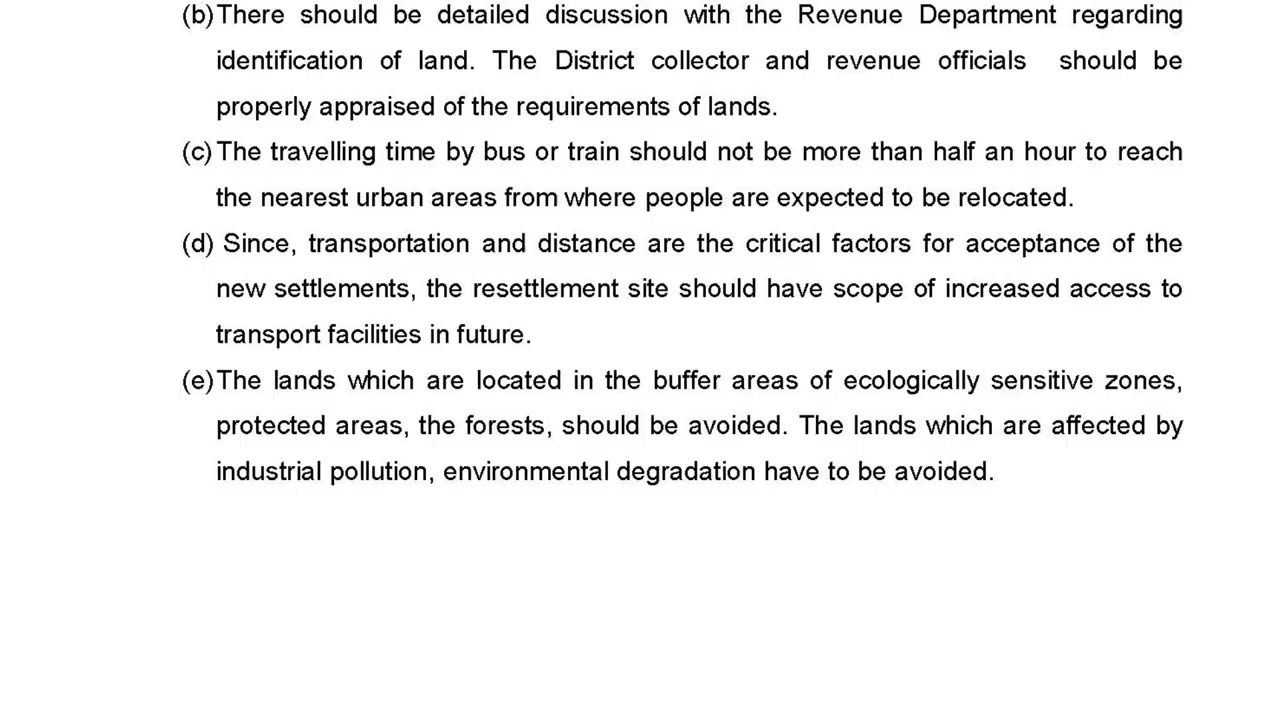 (b) There should be detailed discussion with the Revenue Department regarding
identification of land. The District collector and revenue officials should be
properly appraised of the requirements of lands.
(c) The travelling time by bus or train should not be more than half an hour to reach
the nearest urban areas from where people are expected to be relocated.
(d) Since, transportation and distance are the critical factors for acceptance of the
new settlements, the resettlement site should have scope of increased access to
transport facilities in future.
(e) The lands which are located in the buffer areas of ecologically sensitive zones,
protected areas, the forests, should be avoided. The lands which are affected by
industrial pollution, environmental degradation have to be avoided.